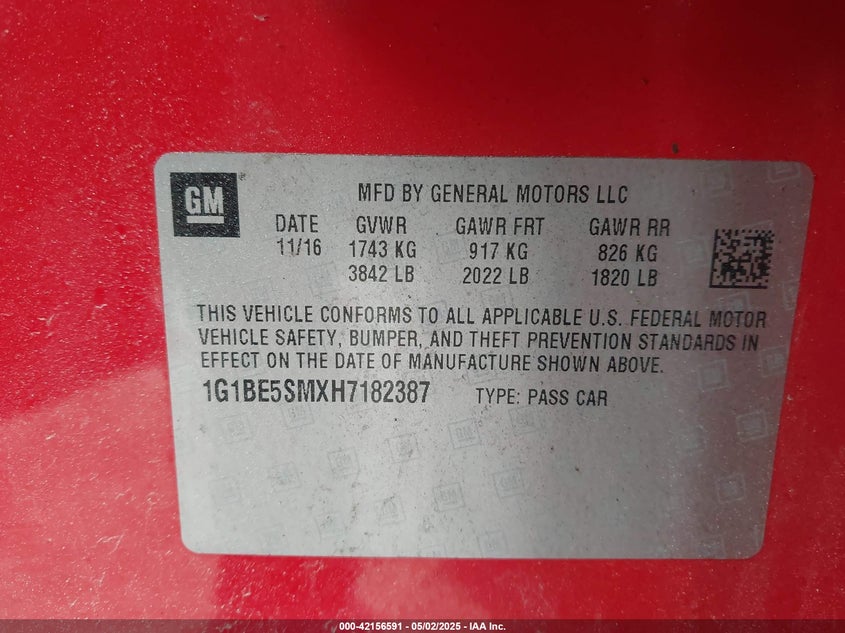 GM
MFD BY GENERAL MOTORS LLC
DATE GVWR GAWR FRT GAWR RR
11/16 1743 KG 917 KG 826 KG
3842 LB 2022 LB 1820 LB
THIS VEHICLE CONFORMS TO ALL APPLICABLE U.S. FEDERAL MOTOR
VEHICLE SAFETY, BUMPER, AND THEFT PREVENTION STANDARDS IN
EFFECT ON THE DATE OF MANUFACTURE SHOWN ABOVE.
1G1BE5SMXH7182387 TYPE: PASS CAR
000-42156591 - 05/02/2025 - IAA Inc.